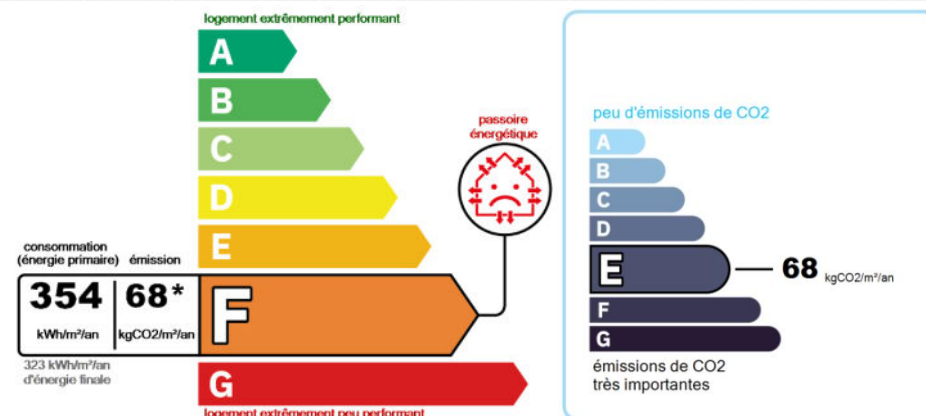 logement extrêmement performant
A
B
C
D
E
passoire
énergétique
consommation
(énergie primaire) émission
354 68* F
kWh/m²/an kgCO2/m²/an
323 kWh/m²/an
d'énergie finale
G
logement extrêmement peu performant
peu d'émissions de CO2
A
B
C
D
E 68 kgCO2/m²/an
F
G
émissions de CO2
très importantes